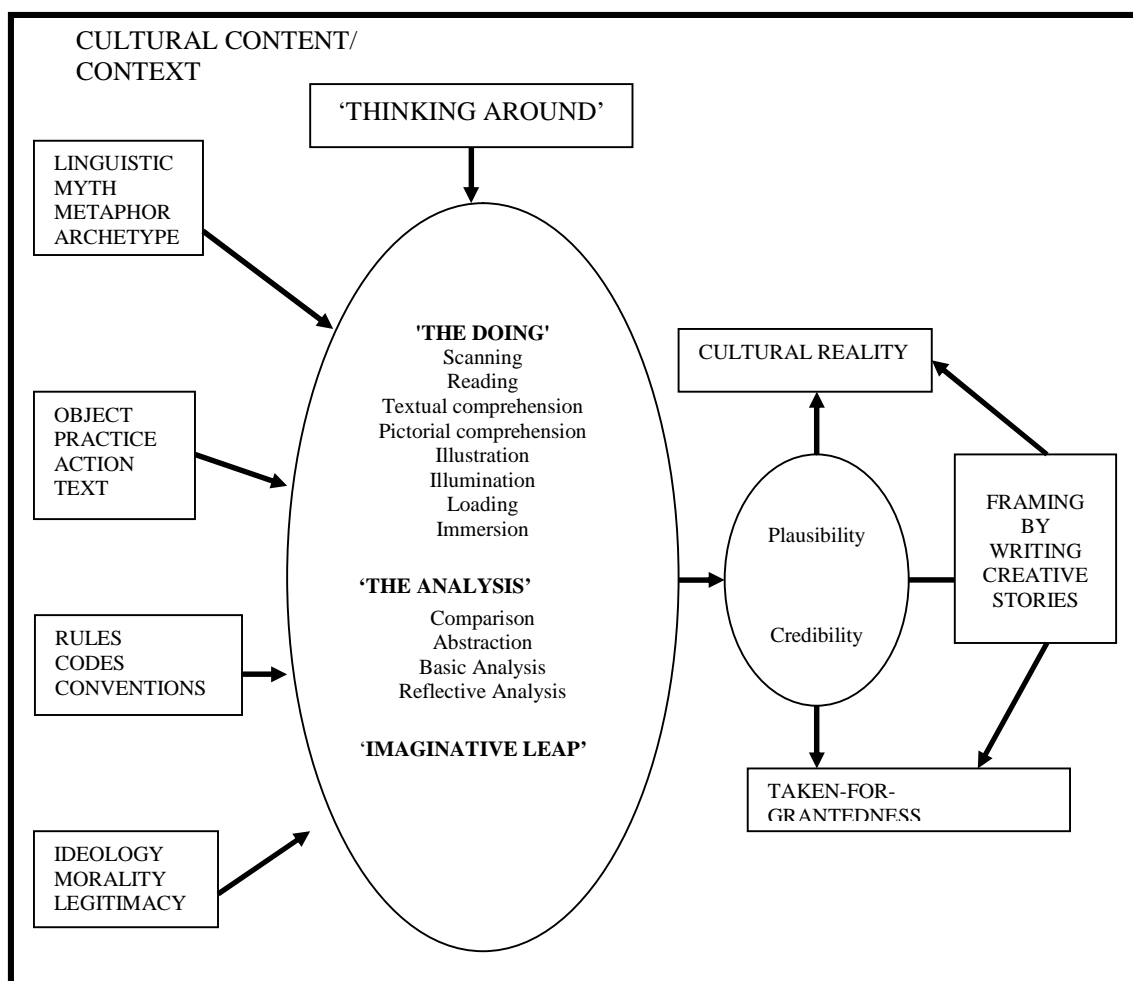 CULTURAL CONTENT/
CONTEXT
‘THINKING AROUND’
LINGUISTIC
MYTH
METAPHOR
ARCHETYPE
OBJECT
PRACTICE
ACTION
TEXT
RULES
CODES
CONVENTIONS
IDEOLOGY
MORALITY
LEGITIMACY
'THE DOING'
Scanning
Reading
Textual comprehension
Pictorial comprehension
Illustration
Illumination
Loading
Immersion
‘THE ANALYSIS’
Comparison
Abstraction
Basic Analysis
Reflective Analysis
‘IMAGINATIVE LEAP’
CULTURAL REALITY
Plausibility
Credibility
FRAMING
BY
WRITING
CREATIVE
STORIES
TAKEN-FOR-
GRANTEDNESS